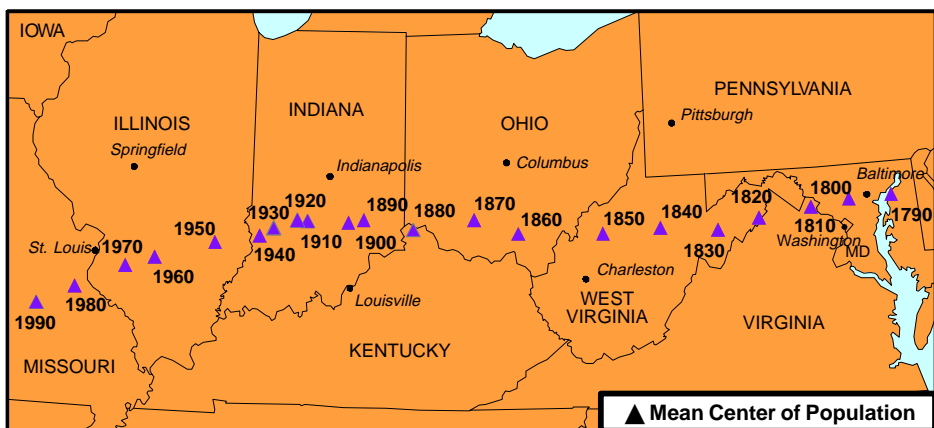 IOWA
PENNSYLVANIA
INDIANA
ILLINOIS
OHIO
Pittsburgh
Springfield
Indianapolis
Columbus
Baltimore
1800
1790
1920
1890
1820
1930
1870
1880
1950
1910
1860
1850
1840
1810
1900
1830
Washington
St. Louis
1970
1940
MD
1960
Charleston
1980
Louisville
WEST
VIRGINIA
1990
VIRGINIA
KENTUCKY
MISSOURI
Mean Center of Population